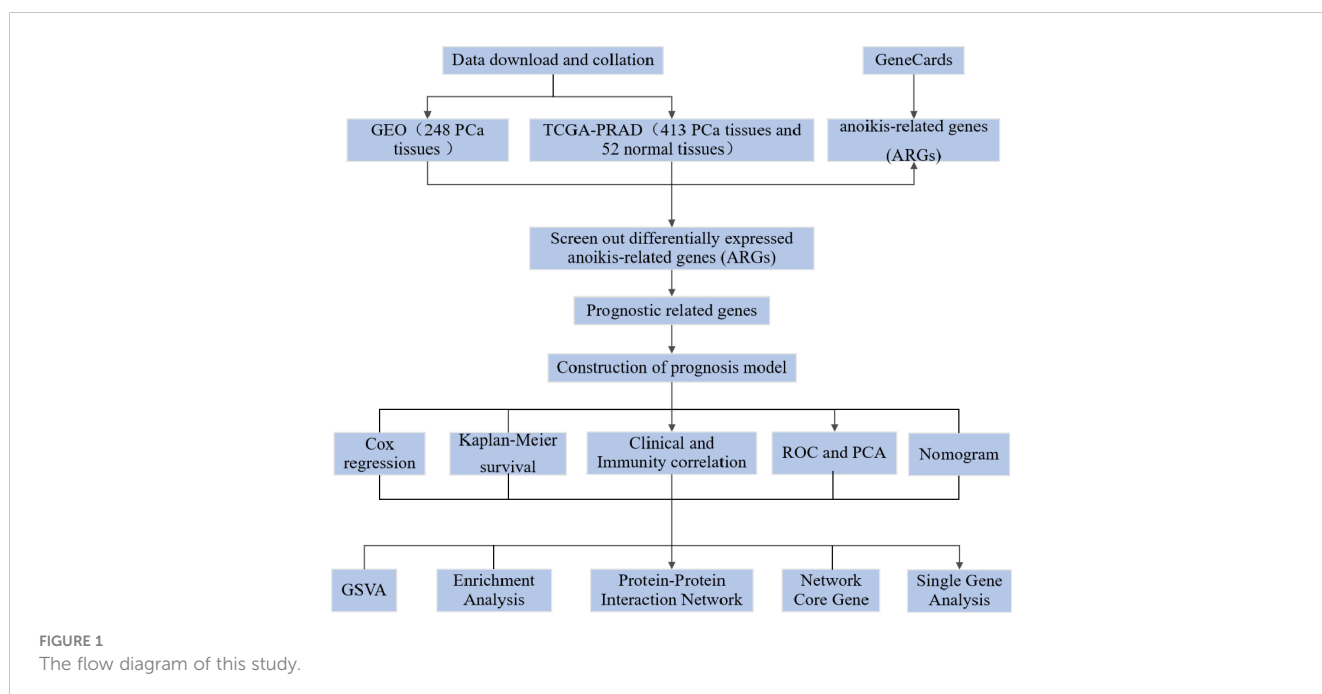 Data download and collation
GeneCards
GEO（248 PCa
tissues ）
TCGA-PRAD（413 PCa tissues and
52 normal tissues）
anoikis-related genes
(ARGs)
Screen out differentially expressed
anoikis-related genes (ARGs)
Prognostic related genes
Construction of prognosis model
Cox
regression
Kaplan-Meier
survival
Clinical and
Immunity correlation
ROC and PCA
Nomogram
GSVA
Enrichment
Analysis
Protein-Protein
Interaction Network
Network
Core Gene
Single Gene
Analysis
FIGURE 1
The flow diagram of this study.